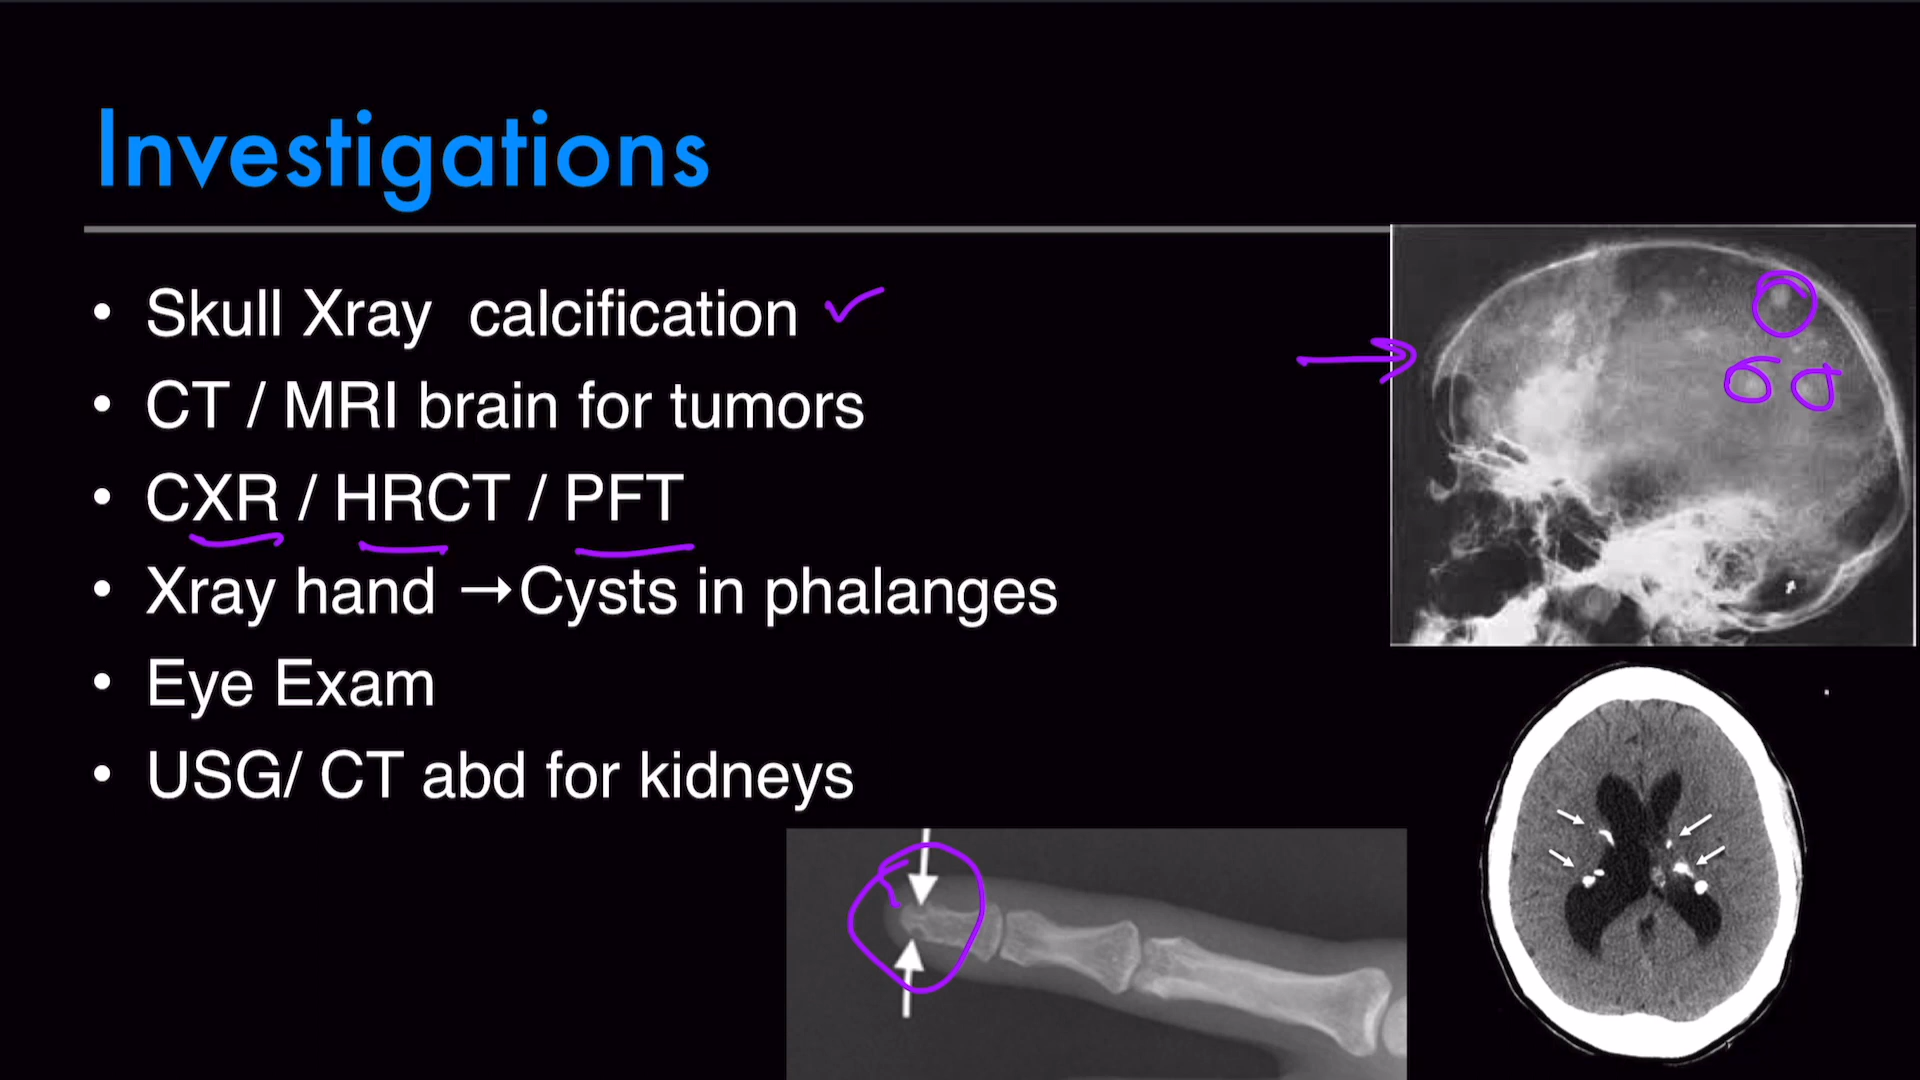 Investigations
• Skull Xray calcification
• CT / MRI brain for tumors
• CXR / HRCT / PFT
• Xray hand →Cysts in phalanges
• Eye Exam
• USG/ CT abd for kidneys